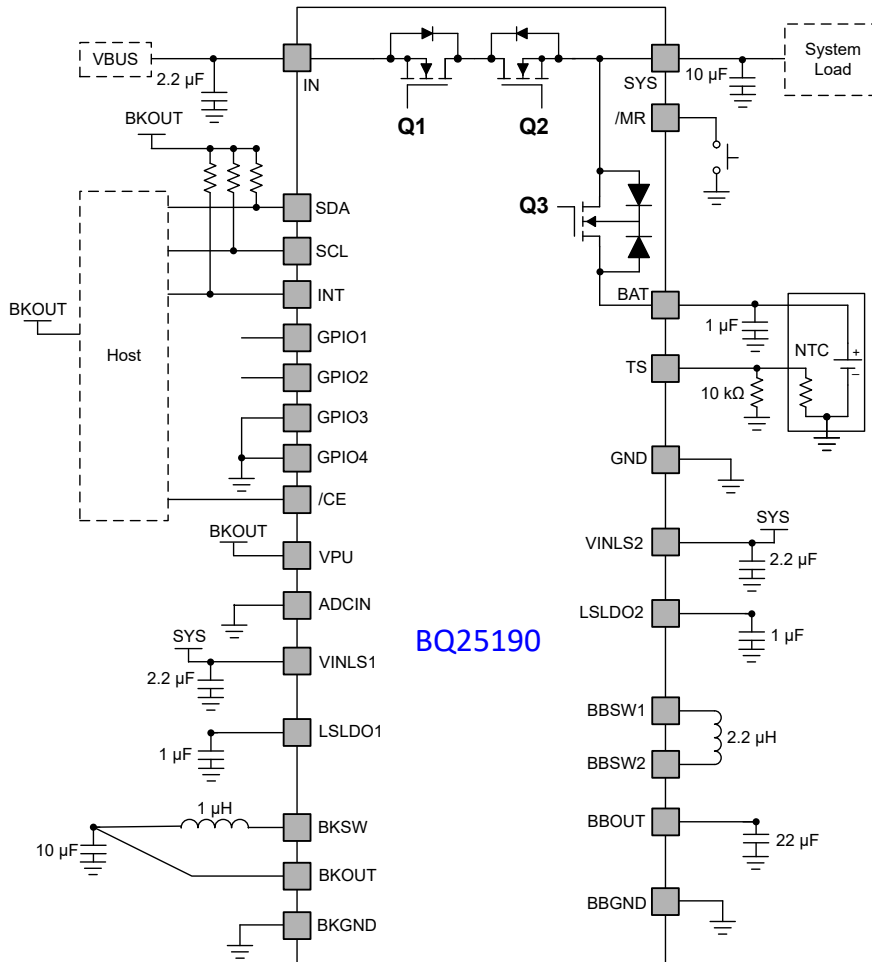 VBUS
2.2 µF
IN
Q1
Q2
SYS
10 µF
System
Load
/MR
BKOUT
SDA
SCL
INT
BKOUT
Host
GPIO1
GPIO2
GPIO3
GPIO4
/CE
BKOUT
VPU
ADCIN
SYS
VINLS1
2.2 µF
LSLDO1
1 µF
1 µH
BKSW
10 µF
BKOUT
BKGND
Q3
BAT
1 µF
NTC
+
–
TS
10 kΩ
GND
SYS
VINLS2
2.2 µF
LSLDO2
1 µF
BQ25190
BBSW1
2.2 µH
BBSW2
BBOUT
22 µF
BBGND